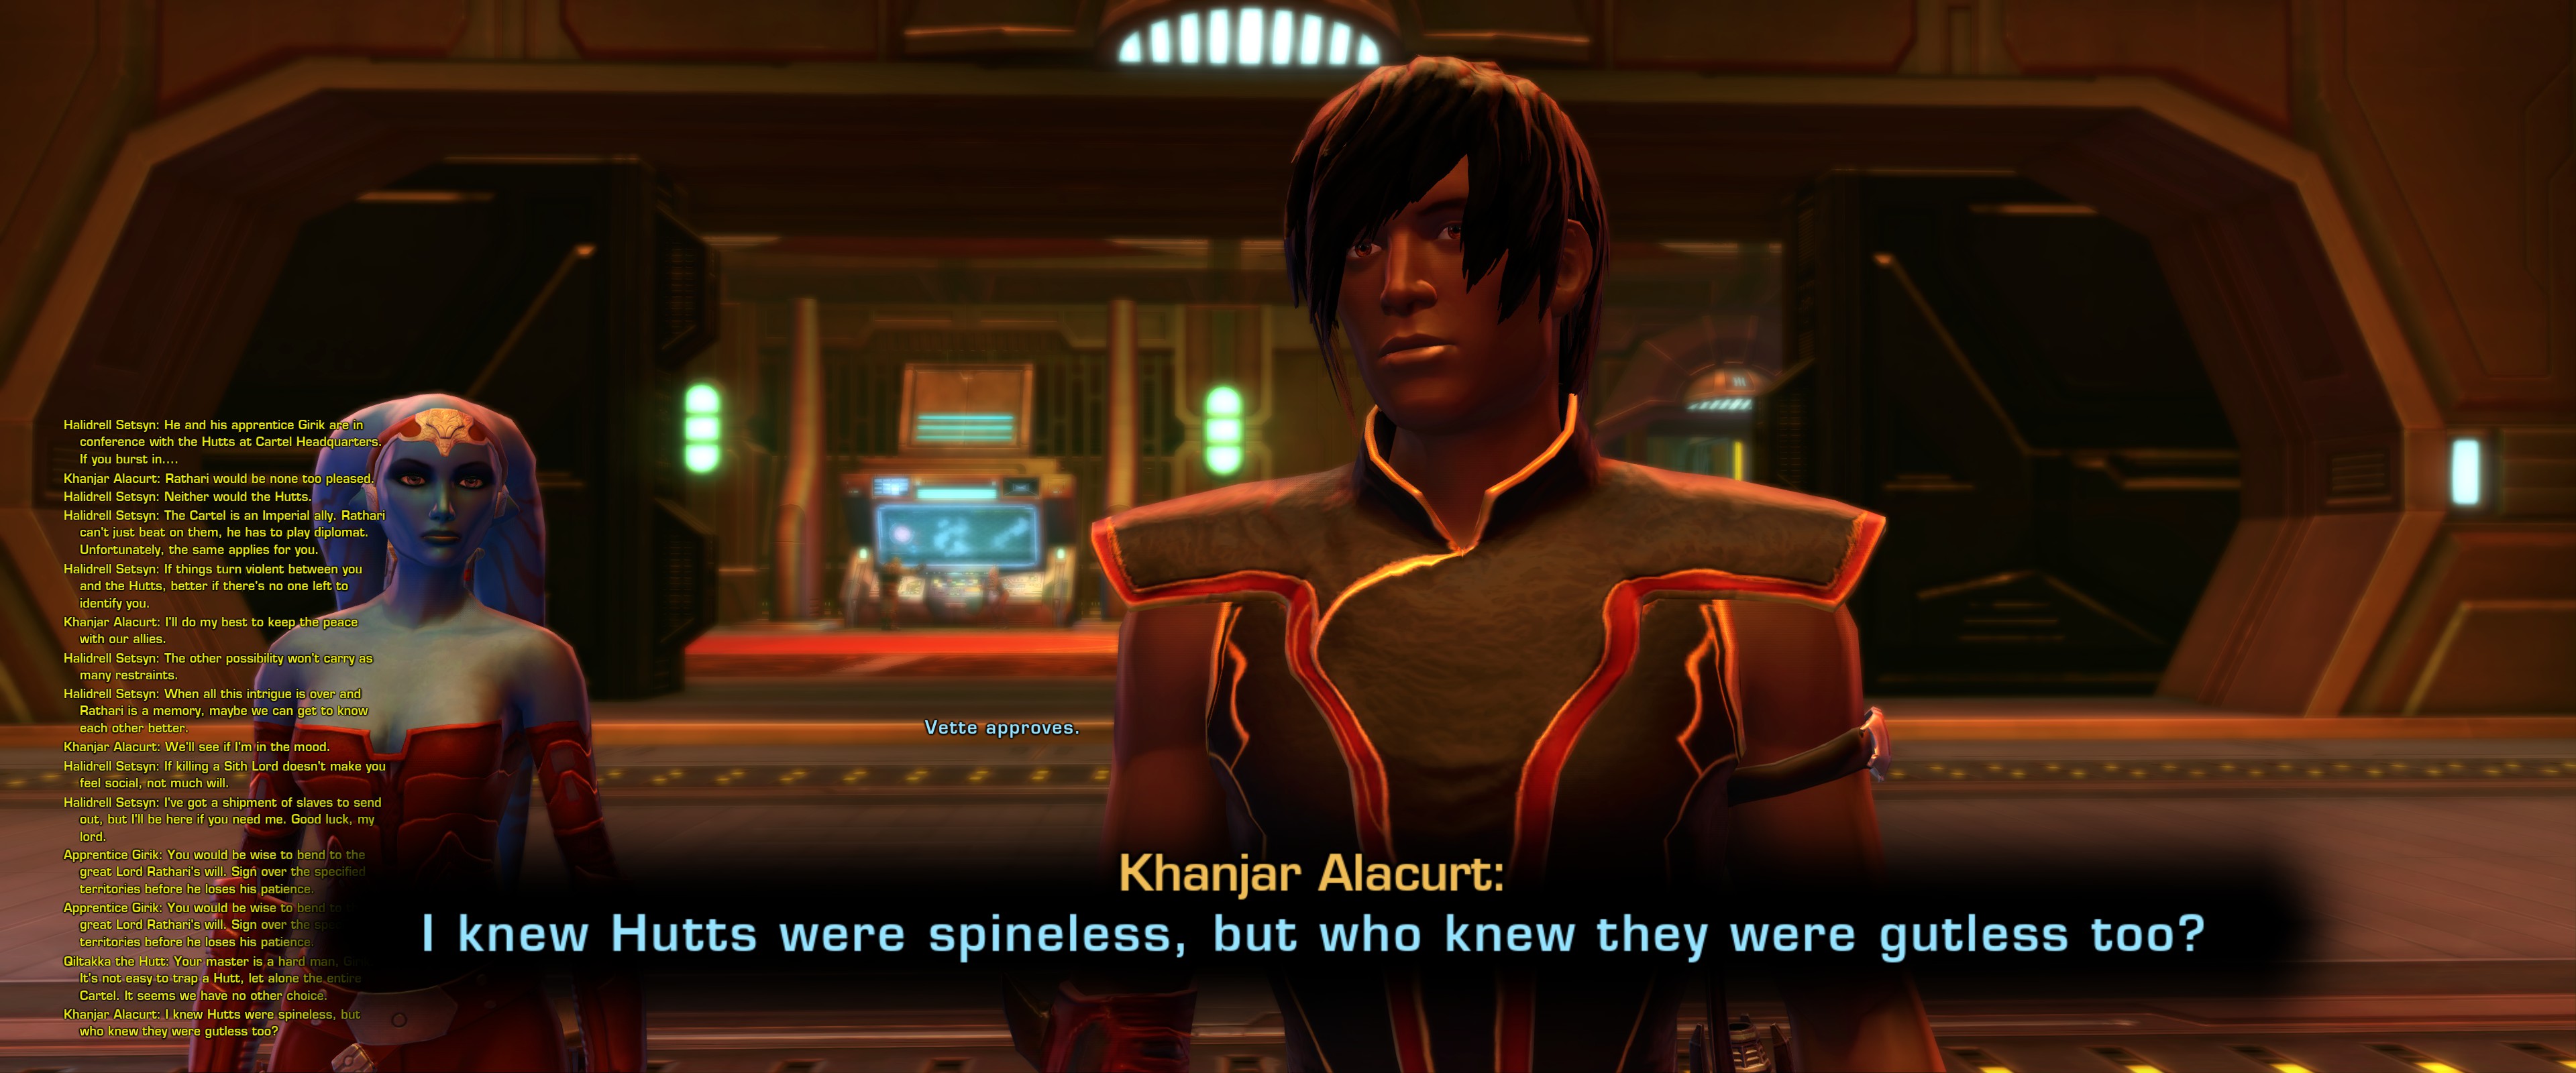 Halidrell Setsyn: He and his apprentice Girik are in
conference with the Hutts at Cartel Headquarters.
If you burst in....
Khanjar Alacurt: Rathari would be none too pleased.
Halidrell Setsyn: Neither would the Hutts.
Halidrell Setsyn: The Cartel is an Imperial ally. Rathari
can't just beat on them, he has to play diplomat.
Unfortunately, the same applies for you.
Halidrell Setsyn: If things turn violent between you
and the Hutts, better if there's no one left to
identify you.
Khanjar Alacurt: I'll do my best to keep the peace
with our allies.
Halidrell Setsyn: The other possibility won't carry as
many restraints.
Halidrell Setsyn: When all this intrigue is over and
Rathari is a memory, maybe we can get to know
each other better.
Khanjar Alacurt: We'll see if I'm in the mood.
Halidrell Setsyn: If killing a Sith Lord doesn't make you
feel social, not much will.
Halidrell Setsyn: I've got a shipment of slaves to send
out, but I'll be here if you need me. Good luck, my
lord.
Apprentice Girik: You would be wise to bend to the
great Lord Rathari's will. Sign over the specified
territories before he loses his patience.
Apprentice Girik: You would be wise to bend to
great Lord Rathari's will. Sign over the
territories before he loses his patience.
Qiltakka the Hutt: Your master is a hard man,
It's not easy to trap a Hutt, let alone the entire
Cartel. It seems we have no other choice.
Khanjar Alacurt: I knew Hutts were spineless, but
who knew they were gutless too?
Vette approves.
Khanjar Alacurt:
I knew Hutts were spineless, but who knew they were gutless too?